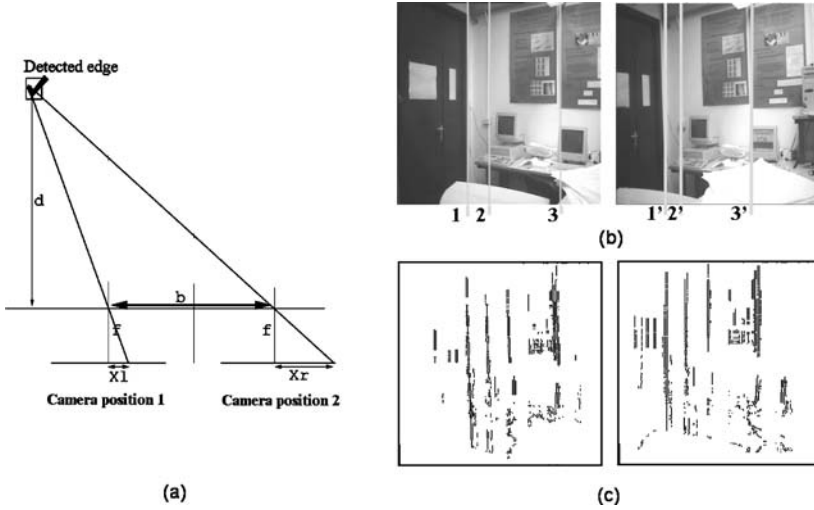 Detected edge
d
b
f
f
Xl
Xr
Camera position 1
Camera position 2
(a)
1
2
3
1'
2'
3'
(b)
(c)